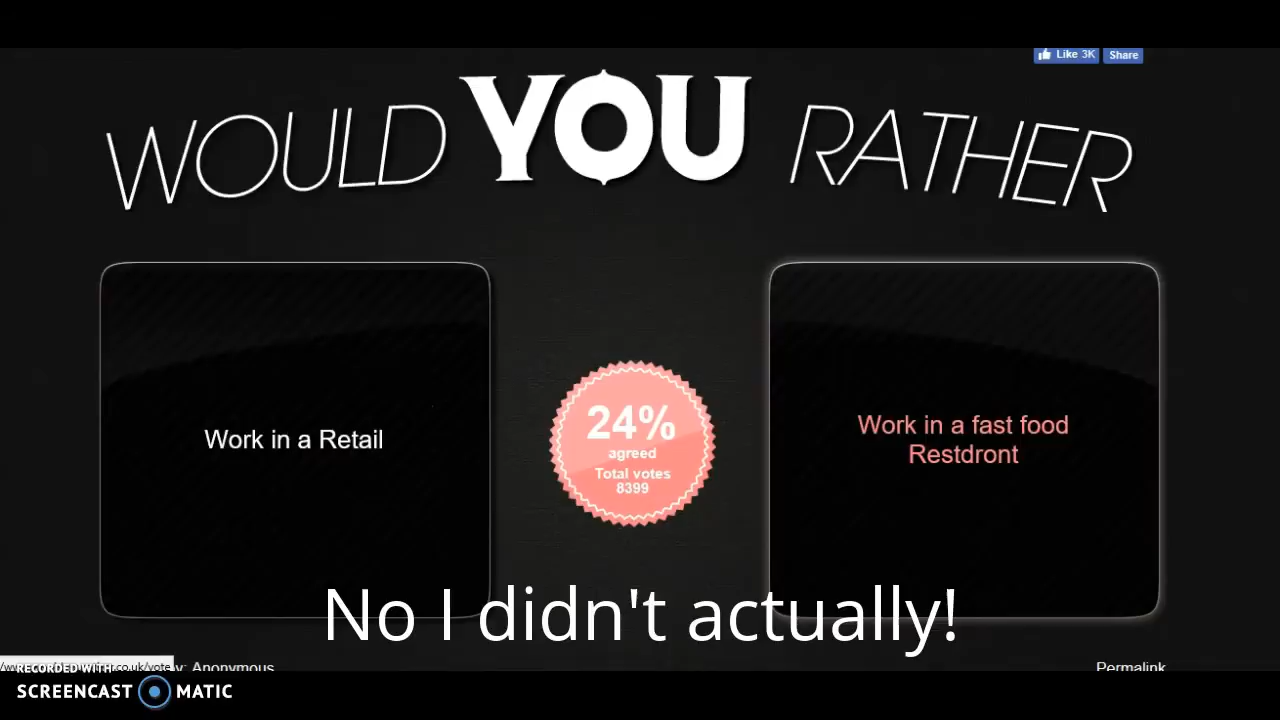 Like 3K Share
WOULD YOU RATHER
Work in a Retail
24%
agreed
Total votes
8399
Work in a fast food
Restdront
No I didn't actually!
Anonymous
Permalink
RECORDED WITH
SCREENCAST MATIC